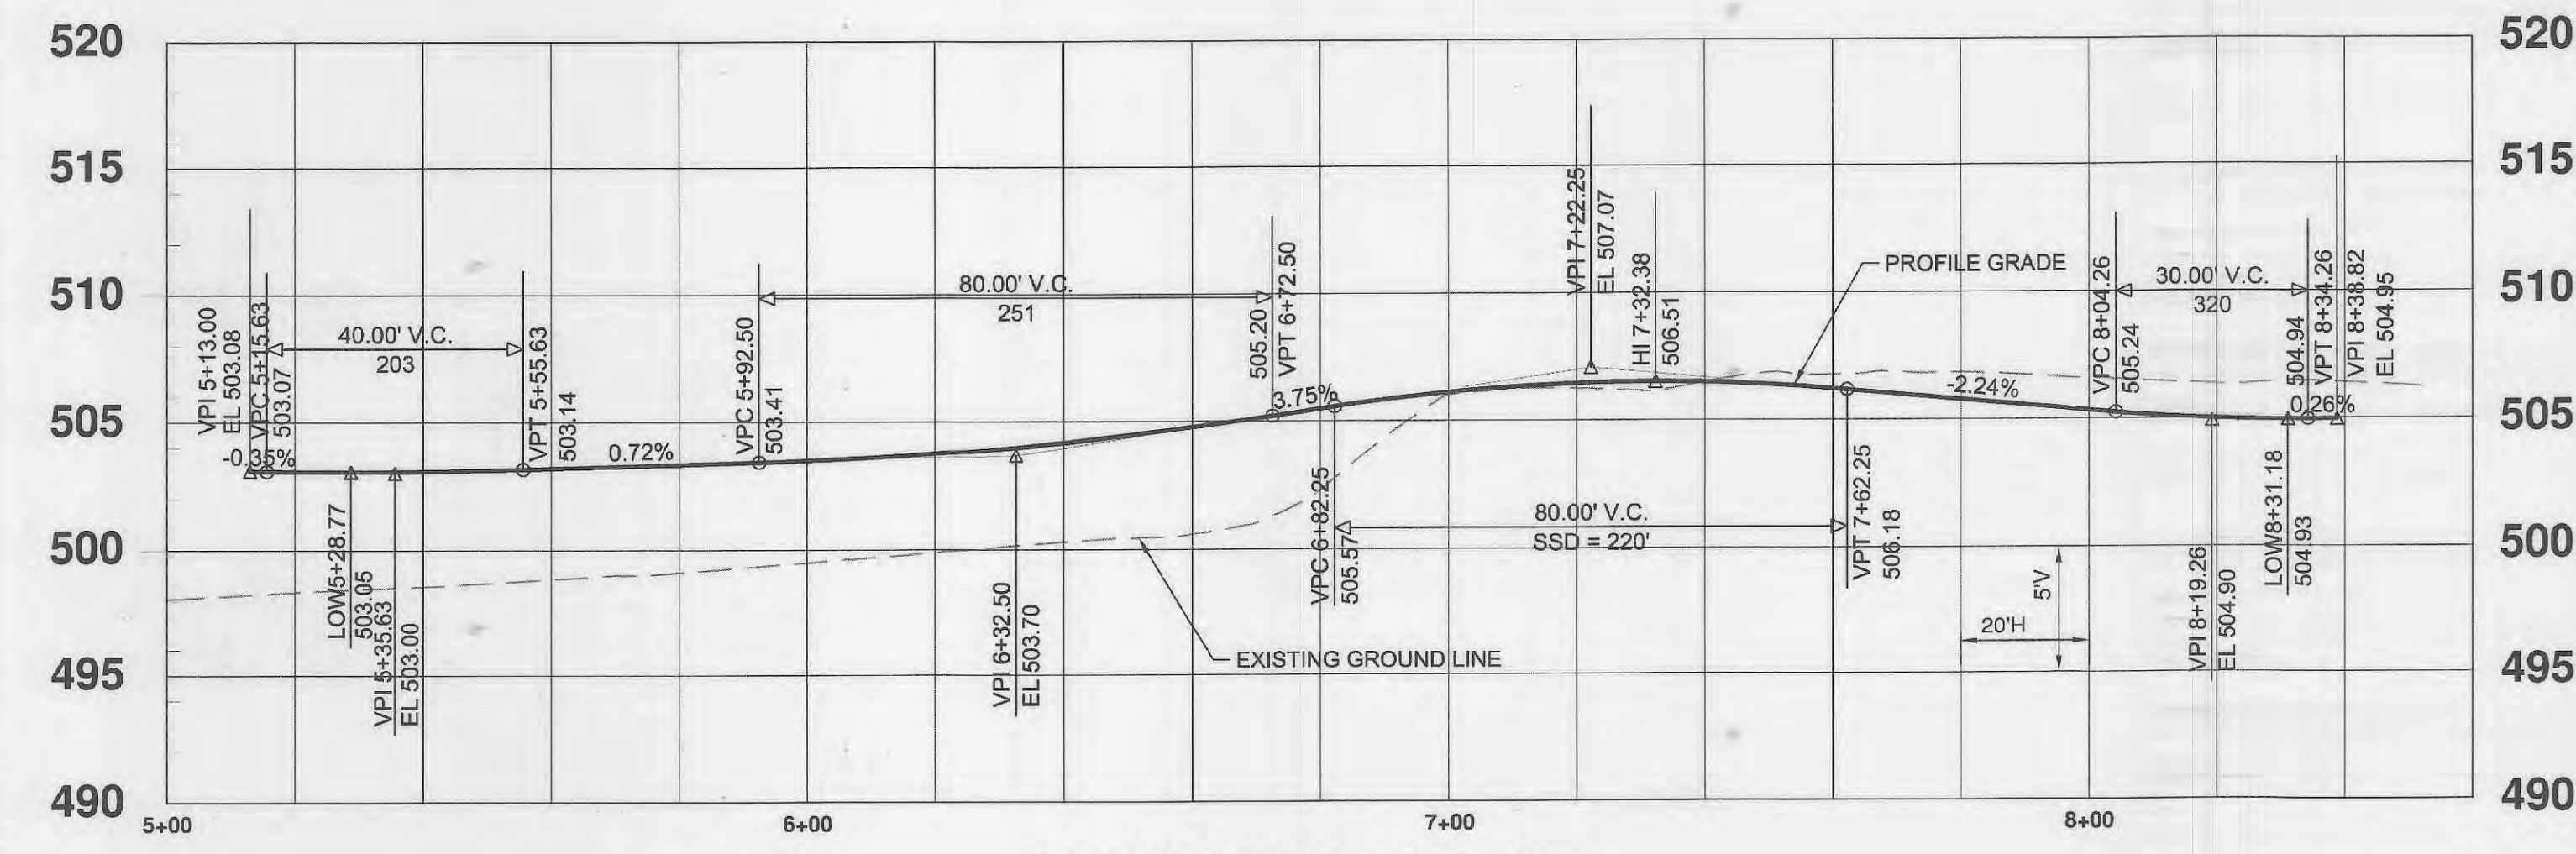 520
515
510
505
500
495
490
520
515
510
505
500
495
490
5+00
6+00
7+00
8+00
VPI 5+13.00
EL 503.08
VPC 5+15.63
503.07
-0.35%
40.00' V.C.
203
LOW5+28.77
503.05
VPI 5+35.63
EL 503.00
VPT 5+55.63
503.14
0.72%
VPC 5+92.50
503.41
80.00' V.C.
251
VPI 6+32.50
EL 503.70
505.20
VPT 6+72.50
3.75%
VPC 6+82.25
505.57
EXISTING GROUND LINE
VPI 7+22.25
EL 507.07
HI 7+32.38
506.51
80.00' V.C.
SSD = 220'
PROFILE GRADE
VPT 7+62.25
506.18
-2.24%
20'H
5'V
VPC 8+04.26
505.24
30.00' V.C.
320
VPI 8+19.26
EL 504.90
LOW8+31.18
504.93
504.94
VPT 8+34.26
0.26%
VPI 8+38.82
EL 504.95